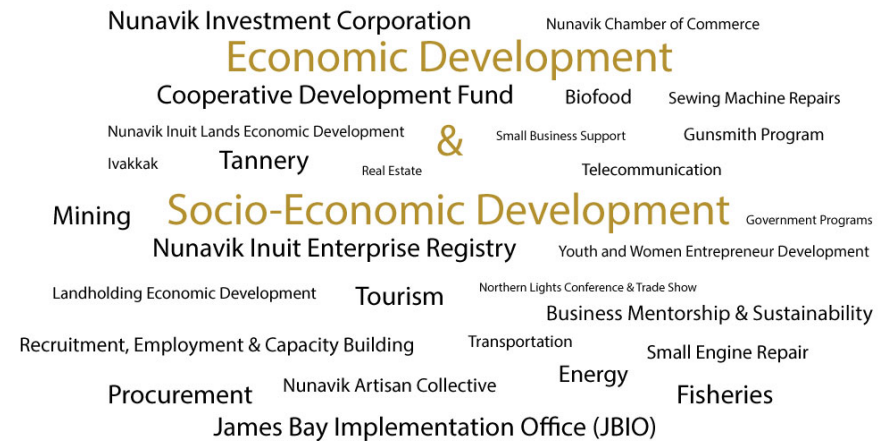 Nunavik Investment Corporation
Nunavik Chamber of Commerce
Economic Development
Cooperative Development Fund
Biofood
Sewing Machine Repairs
Nunavik Inuit Lands Economic Development
&
Small Business Support
Gunsmith Program
Ivakkak
Tannery
Real Estate
Telecommunication
Mining
Socio-Economic Development
Government Programs
Nunavik Inuit Enterprise Registry
Youth and Women Entrepreneur Development
Landholding Economic Development
Tourism
Northern Lights Conference & Trade Show
Business Mentorship & Sustainability
Recruitment, Employment & Capacity Building
Transportation
Small Engine Repair
Energy
Procurement
Nunavik Artisan Collective
Fisheries
James Bay Implementation Office (JBIO)